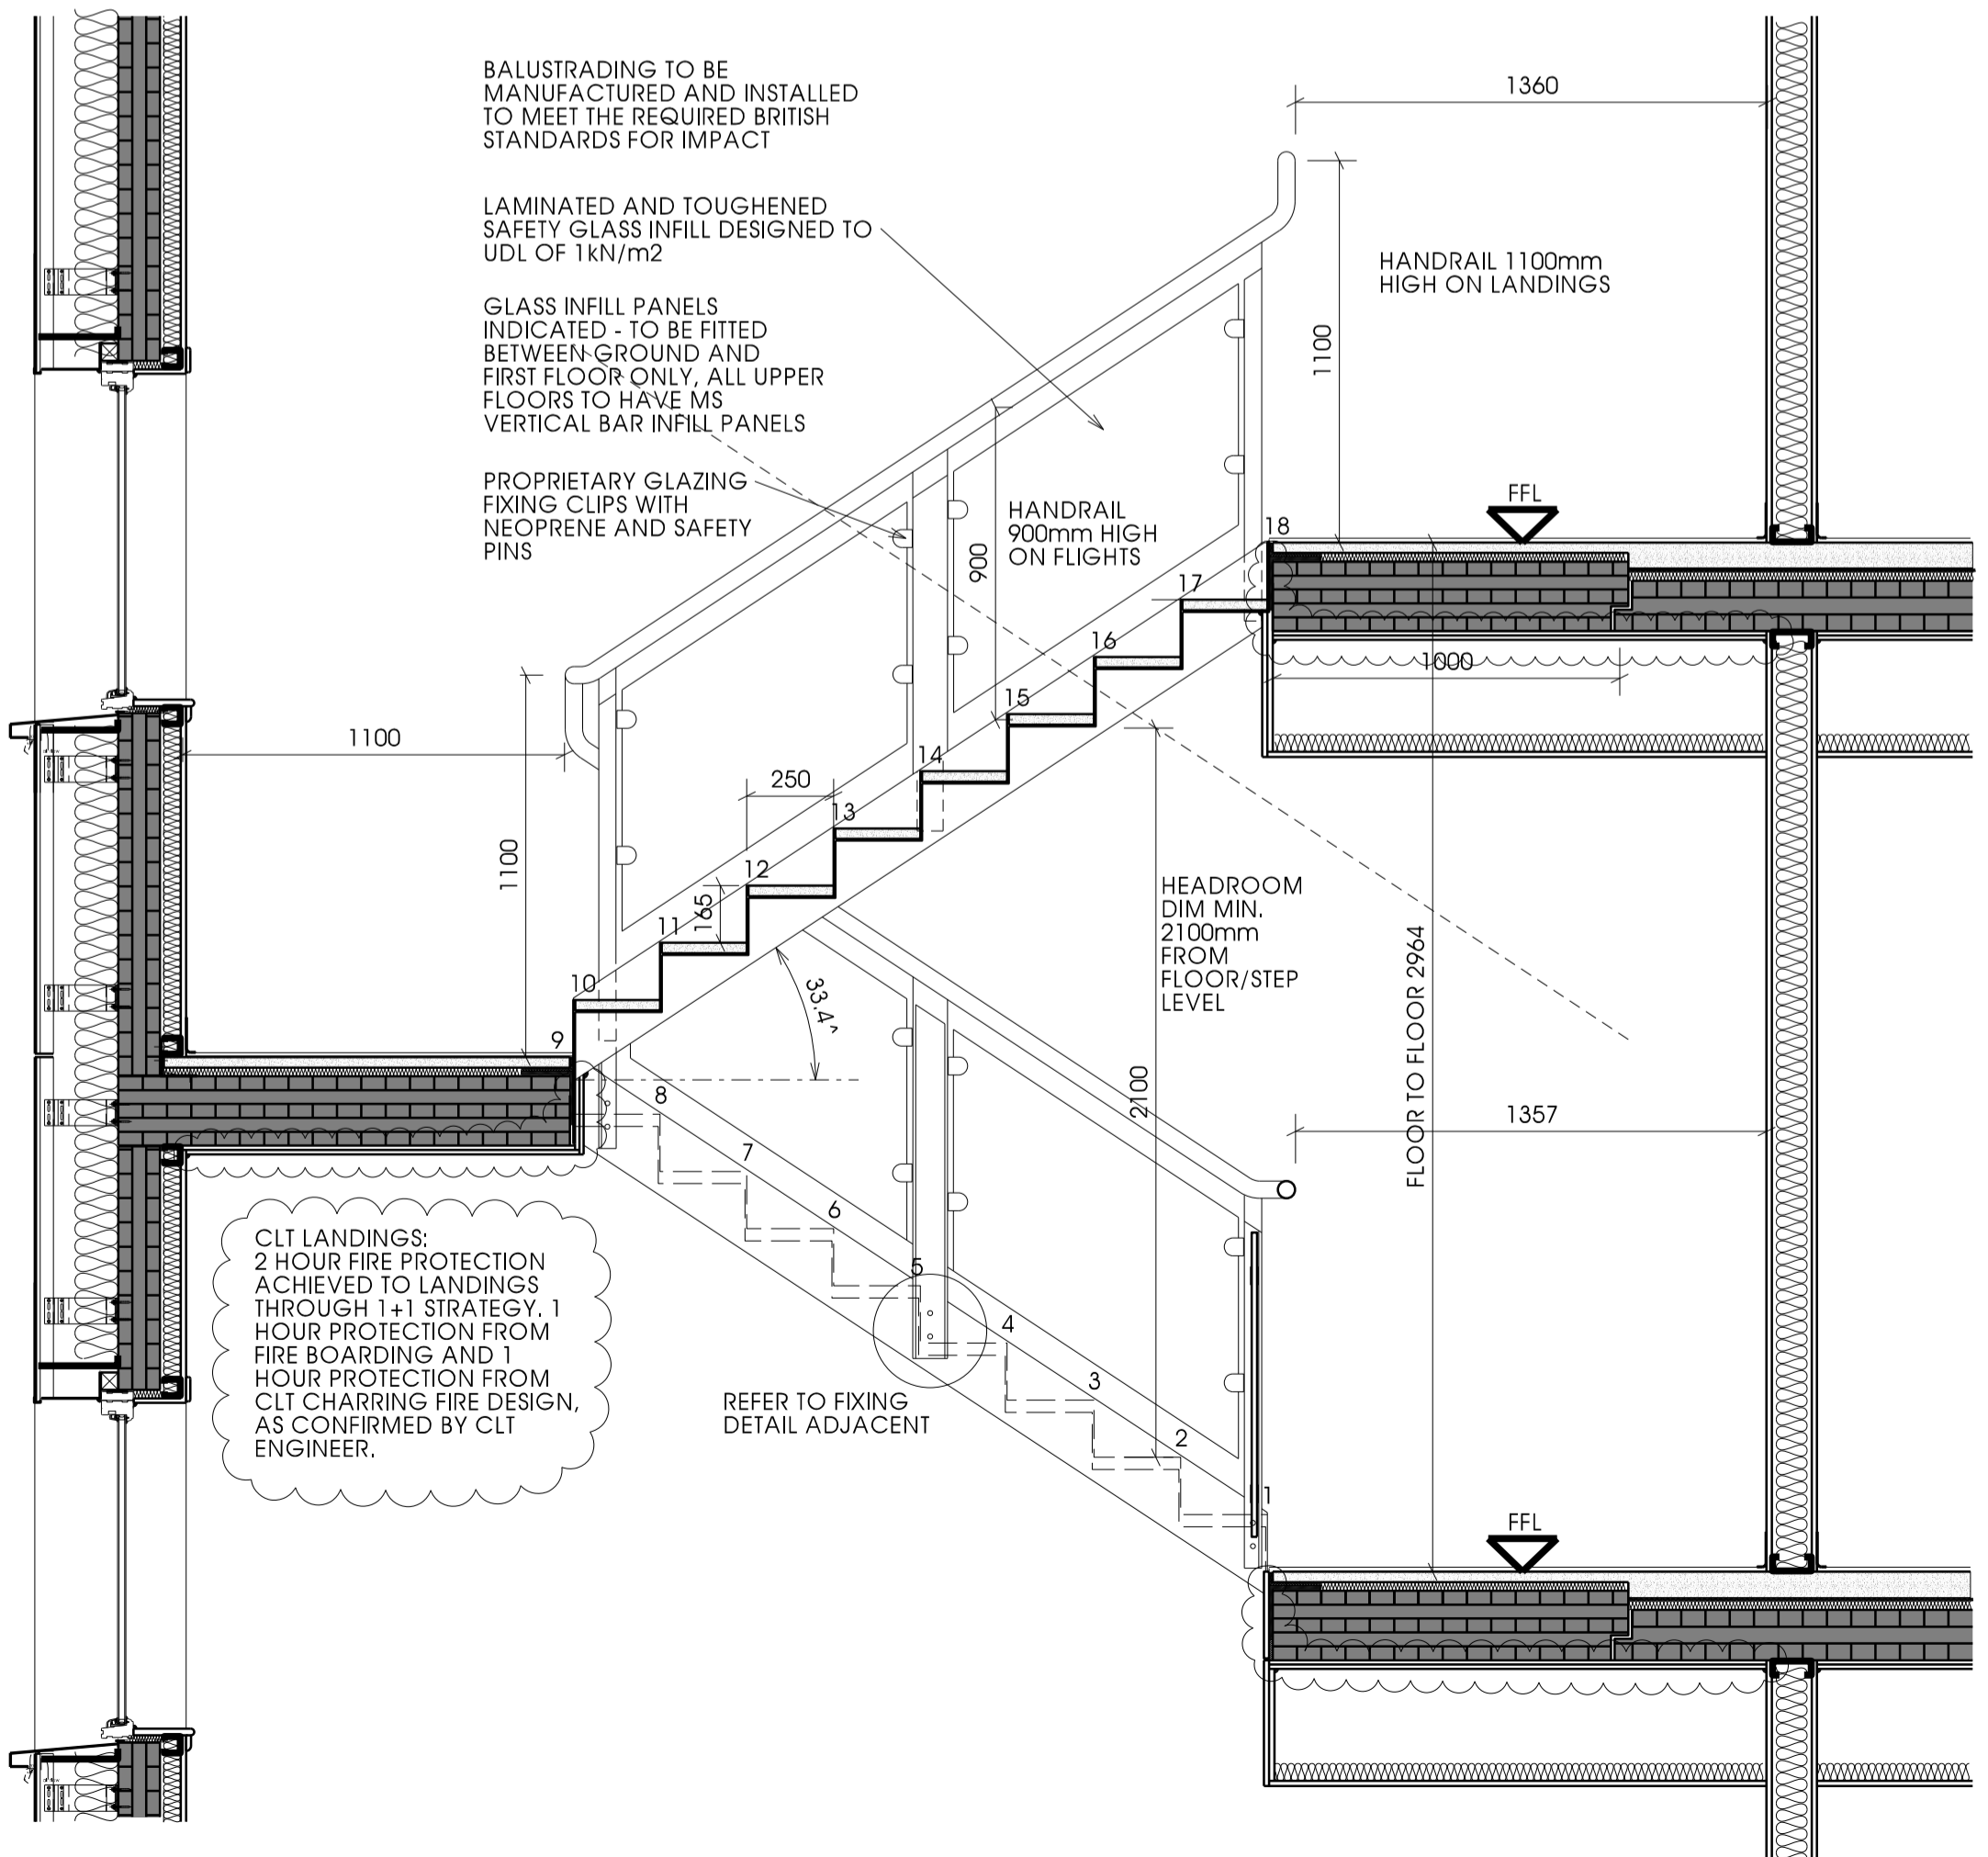 BALUSTRADING TO BE
MANUFACTURED AND INSTALLED
TO MEET THE REQUIRED BRITISH
STANDARDS FOR IMPACT
LAMINATED AND TOUGHENED
SAFETY GLASS INFILL DESIGNED TO
UDL OF 1kN/m2
GLASS INFILL PANELS
INDICATED - TO BE FITTED
BETWEEN GROUND AND
FIRST FLOOR ONLY, ALL UPPER
FLOORS TO HAVE MS
VERTICAL BAR INFILL PANELS
PROPRIETARY GLAZING
FIXING CLIPS WITH
NEOPRENE AND SAFETY
PINS
1360
HANDRAIL 1100mm
HIGH ON LANDINGS
1100
HANDRAIL
900mm HIGH
ON FLIGHTS
900
FFL
18
17
16
15
14
13
12
11
10
9
1000
1100
250
1100
165
33.4^
HEADROOM
DIM MIN.
2100mm
FROM
FLOOR/STEP
LEVEL
2100
FLOOR TO FLOOR 2964
1357
8
7
6
5
4
3
2
1
CLT LANDINGS:
2 HOUR FIRE PROTECTION
ACHIEVED TO LANDINGS
THROUGH 1+1 STRATEGY. 1
HOUR PROTECTION FROM
FIRE BOARDING AND 1
HOUR PROTECTION FROM
CLT CHARRING FIRE DESIGN,
AS CONFIRMED BY CLT
ENGINEER.
REFER TO FIXING
DETAIL ADJACENT
FFL